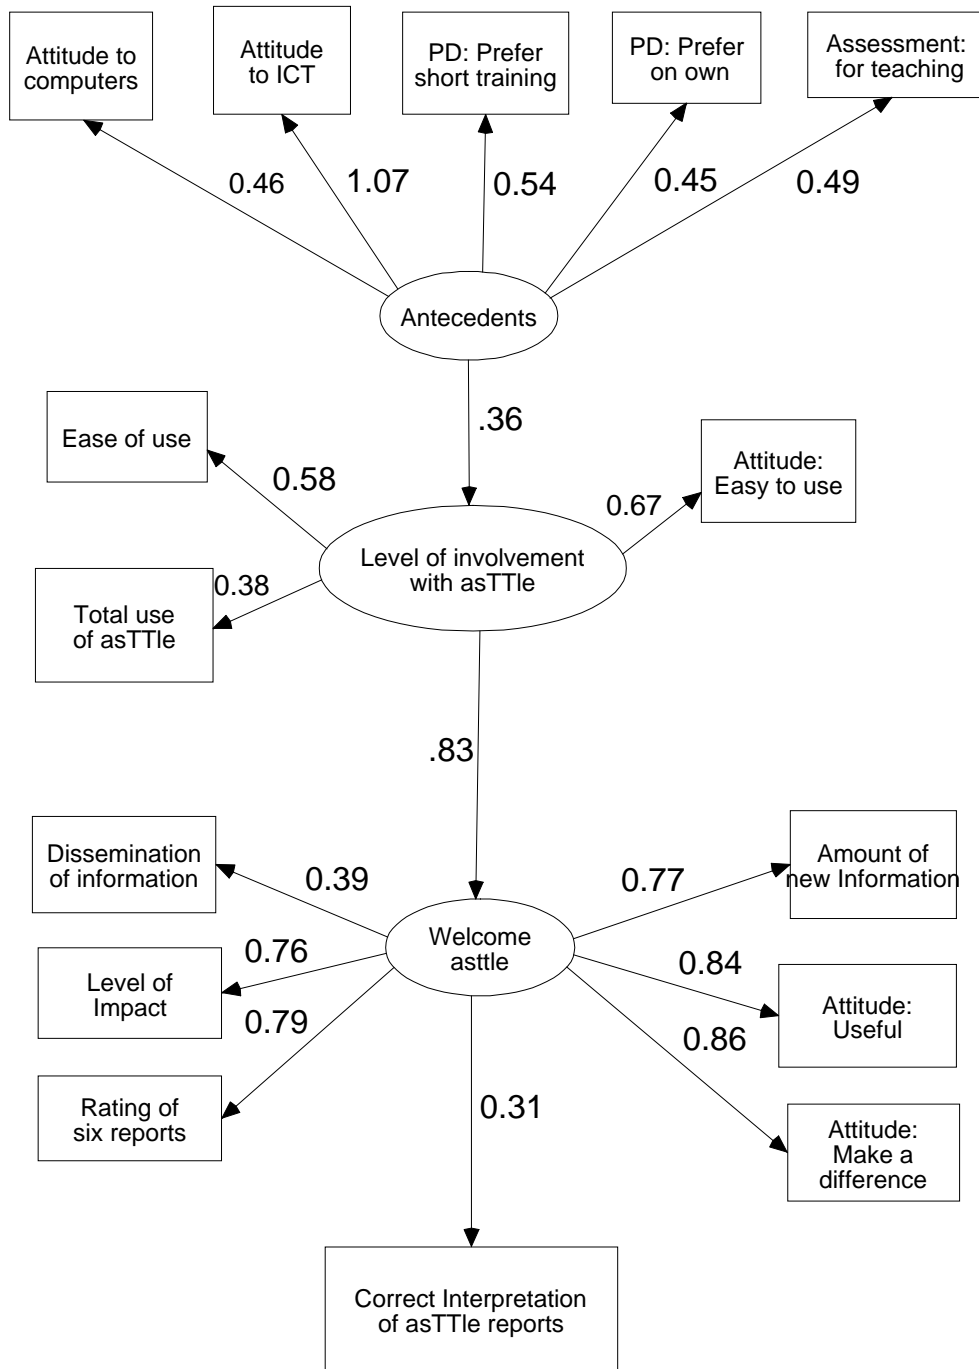 Attitude to
computers
Attitude
to ICT
PD: Prefer
short training
PD: Prefer
on own
Assessment:
for teaching
0.46
1.07
0.54
0.45
0.49
Antecedents
.36
Ease of use
0.58
Attitude:
Easy to use
0.67
Level of involvement
with asTTle
0.38
Total use
of asTTle
.83
Dissemination
of information
0.39
0.77
Amount of
new Information
Welcome
asttle
0.76
Level of
Impact
0.84
Attitude:
Useful
0.79
0.86
Rating of
six reports
0.31
Attitude:
Make a
difference
Correct Interpretation
of asTTle reports